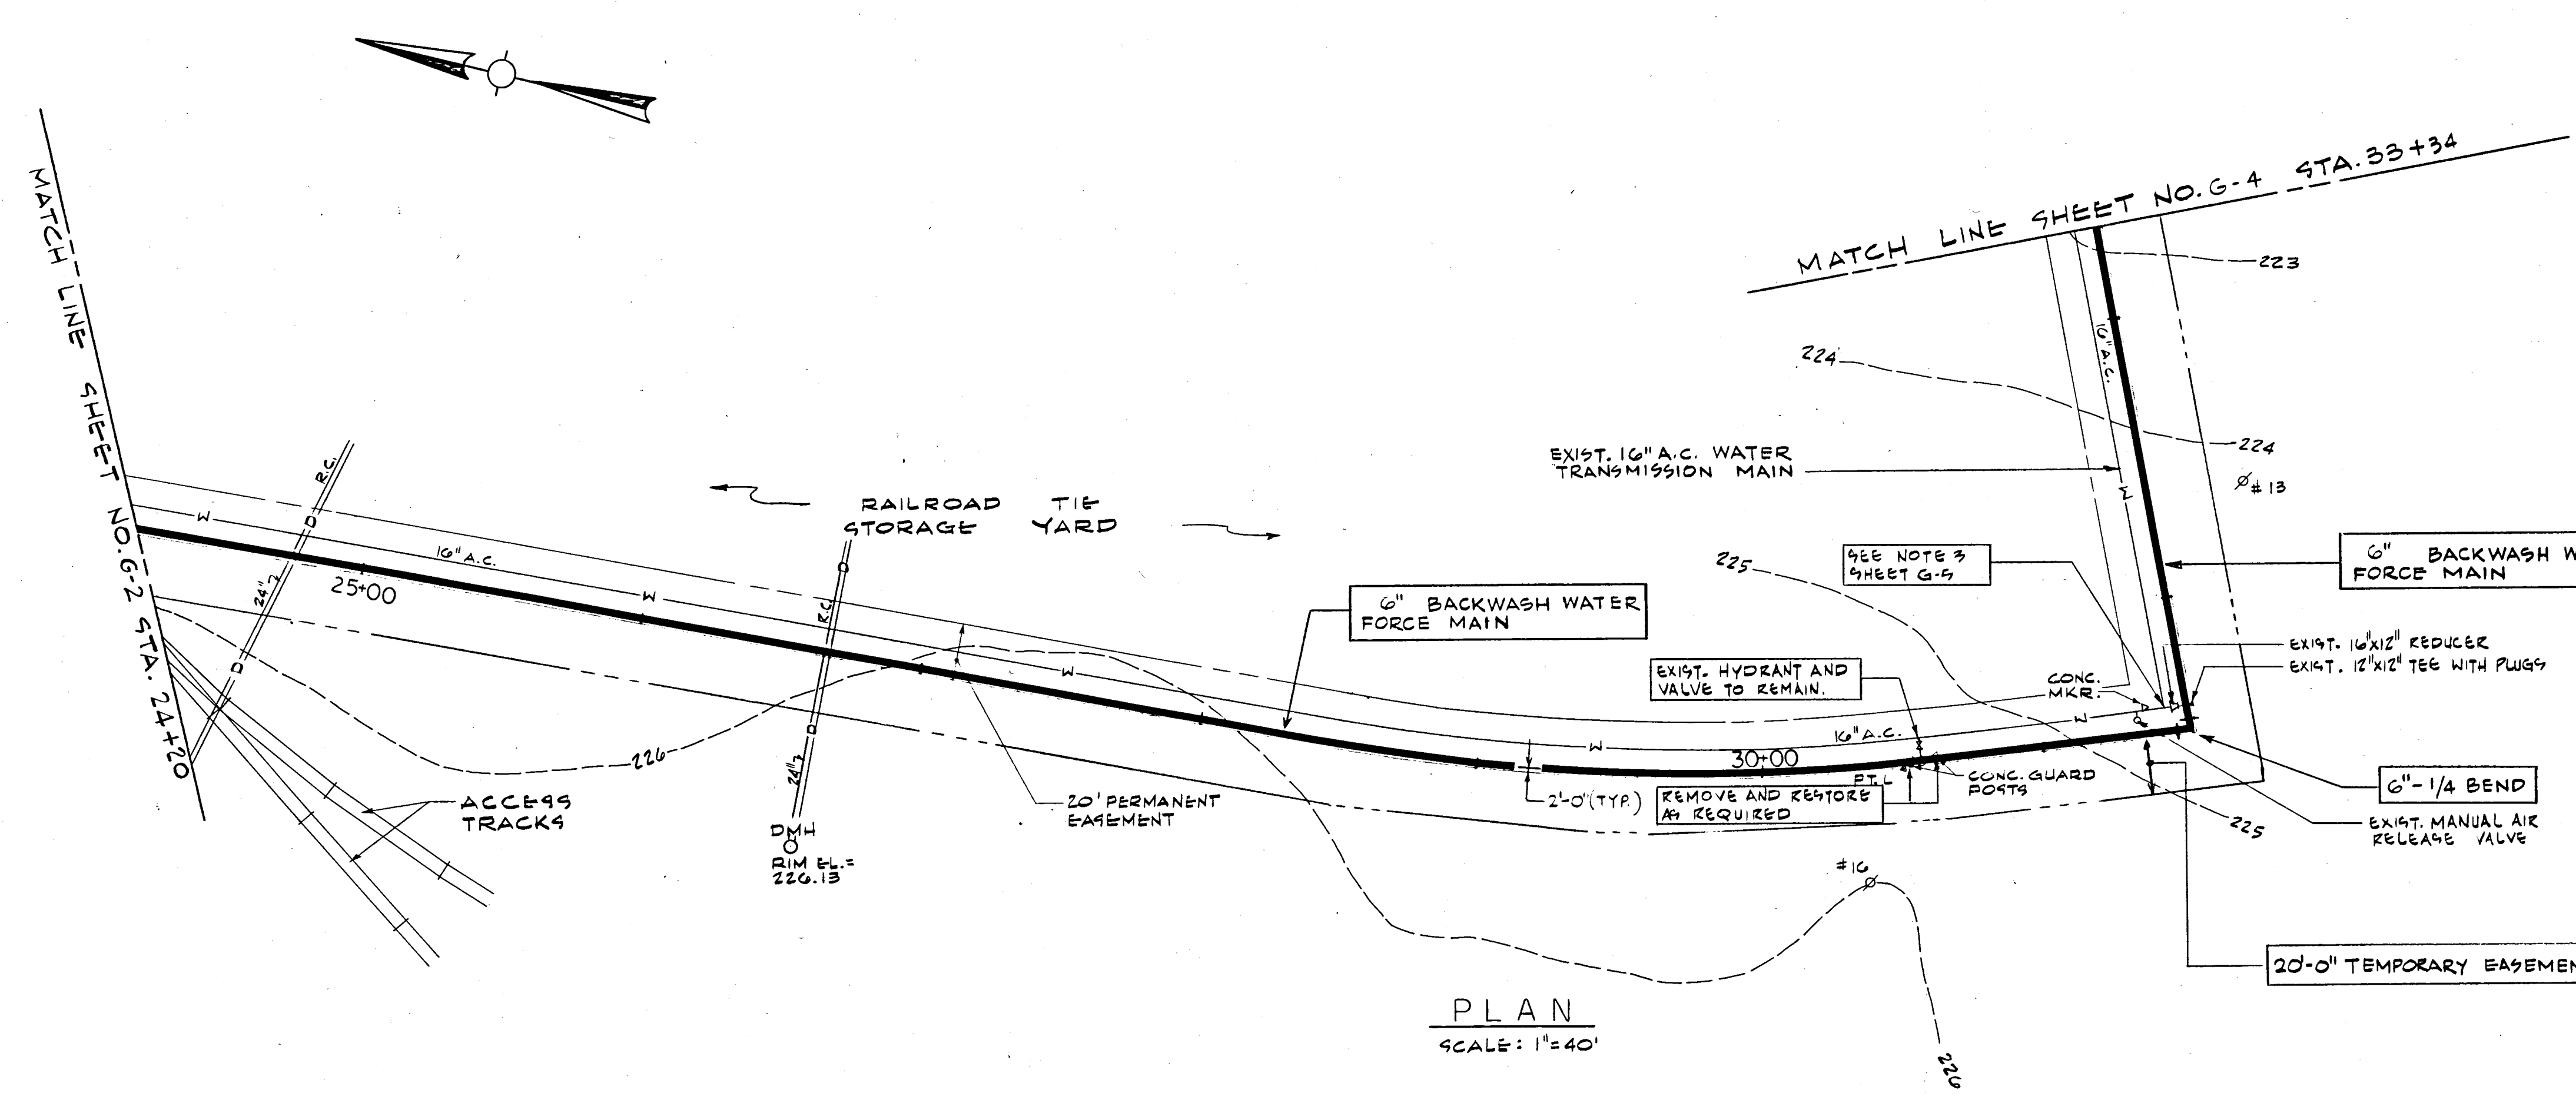 MATCH LINE SHEET NO. G-2 STA. 24+20
MATCH LINE SHEET NO. G-4 STA. 33+34
223
224
224
16" A.C.
EXIST. 16" A.C. WATER
TRANSMISSION MAIN
W
#13
R.C.
D
W
16" A.C.
24"
25+00
D
RAILROAD TIE
STORAGE YARD
D
R.C.
W
D
24"
DMH
RIM EL.=
226.13
226
ACCESS
TRACKS
W
20' PERMANENT
EASEMENT
6" BACKWASH WATER
FORCE MAIN
225
SEE NOTE 3
SHEET G-5
6" BACKWASH W
FORCE MAIN
EXIST. 16"X12" REDUCER
EXIST. 12"X12" TEE WITH PLUGS
EXIST. HYDRANT AND
VALVE TO REMAIN.
CONC.
MKR.
W
16" A.C.
W
30+00
P.T.L
CONC. GUARD
POSTS
2'-0" (TYP.)
REMOVE AND RESTORE
AS REQUIRED
6"-1/4 BEND
225
EXIST. MANUAL AIR
RELEASE VALVE
#16
20'-0" TEMPORARY EASEMEN
226
PLAN
SCALE: 1"=40'